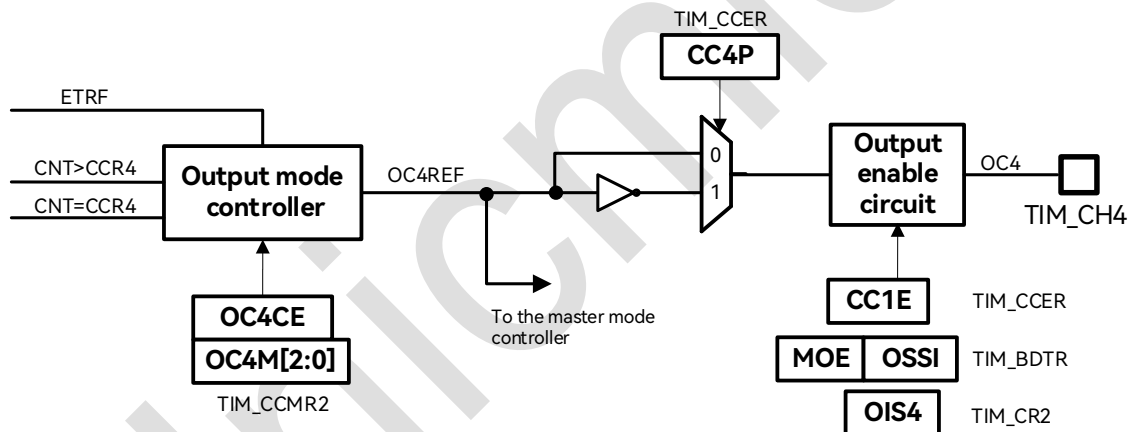 TIM_CCER
CC4P
ETRF
CNT>CCR4
CNT=CCR4
Output mode
controller
OC4REF
0
1
Output
enable
circuit
OC4
TIM_CH4
To the master mode
controller
OC4CE
OC4M[2:0]
TIM_CCMR2
CC1E
TIM_CCER
MOE
OSSI
TIM_BDTR
OIS4
TIM_CR2